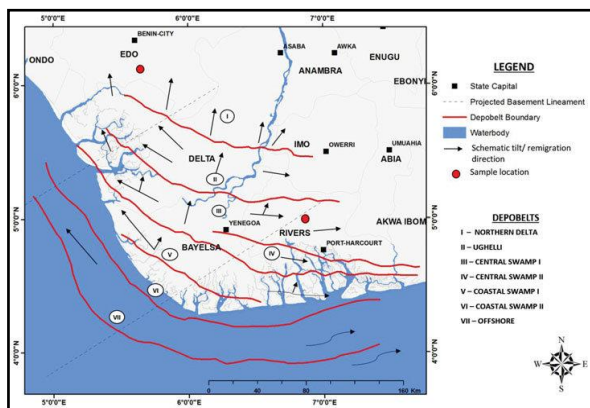 5°0'0"E 6°0'0"E 7°0'0"E
BENIN-CITY
ASABA
AWKA
ENUGU
ONDO
EDO
ANAMBRA
EBONYI
6°0'0"N
6°0'0"N
I
IMO
OWERRI
UMUAHIA
DELTA
ABIA
II
III
5°0'0"N
5°0'0"N
YENEGOA
RIVERS
AKWA IBOM
PORT-HARCOURT
BAYELSA
V
IV
VI
VII
4°0'0"N
4°0'0"N
0 40 80 160 Km
5°0'0"E 6°0'0"E 7°0'0"E
LEGEND
State Capital
Projected Basement Lineament
Depobelt Boundary
Waterbody
Schematic tilt/ remigration
direction
Sample location
DEPOBELTS
I – NORTHERN DELTA
II – UGHELLI
III – CENTRAL SWAMP I
IV – CENTRAL SWAMP II
V – COASTAL SWAMP I
VI – COASTAL SWAMP II
VII – OFFSHORE
N
W E
S